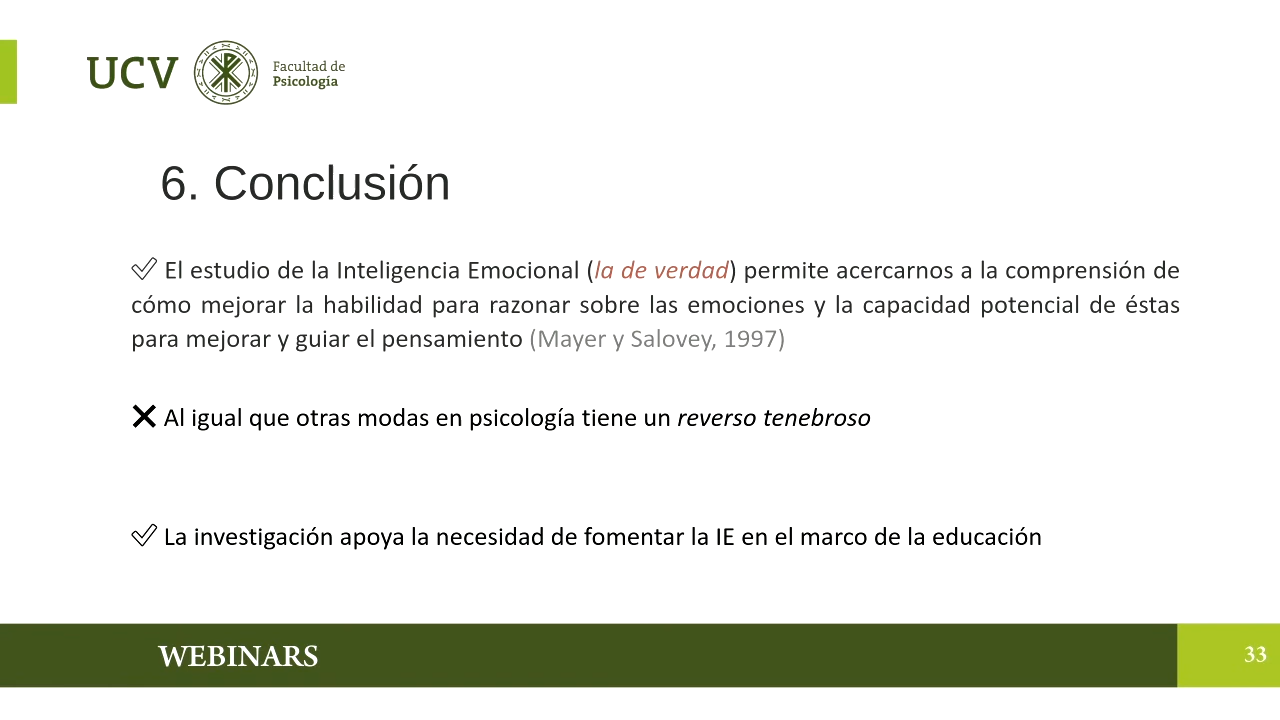 UCV
Facultad de
Psicología
6. Conclusión
✓ El estudio de la Inteligencia Emocional (la de verdad) permite acercarnos a la comprensión de
cómo mejorar la habilidad para razonar sobre las emociones y la capacidad potencial de éstas
para mejorar y guiar el pensamiento (Mayer y Salovey, 1997)
✕ Al igual que otras modas en psicología tiene un reverso tenebroso
✓ La investigación apoya la necesidad de fomentar la IE en el marco de la educación
WEBINARS
33